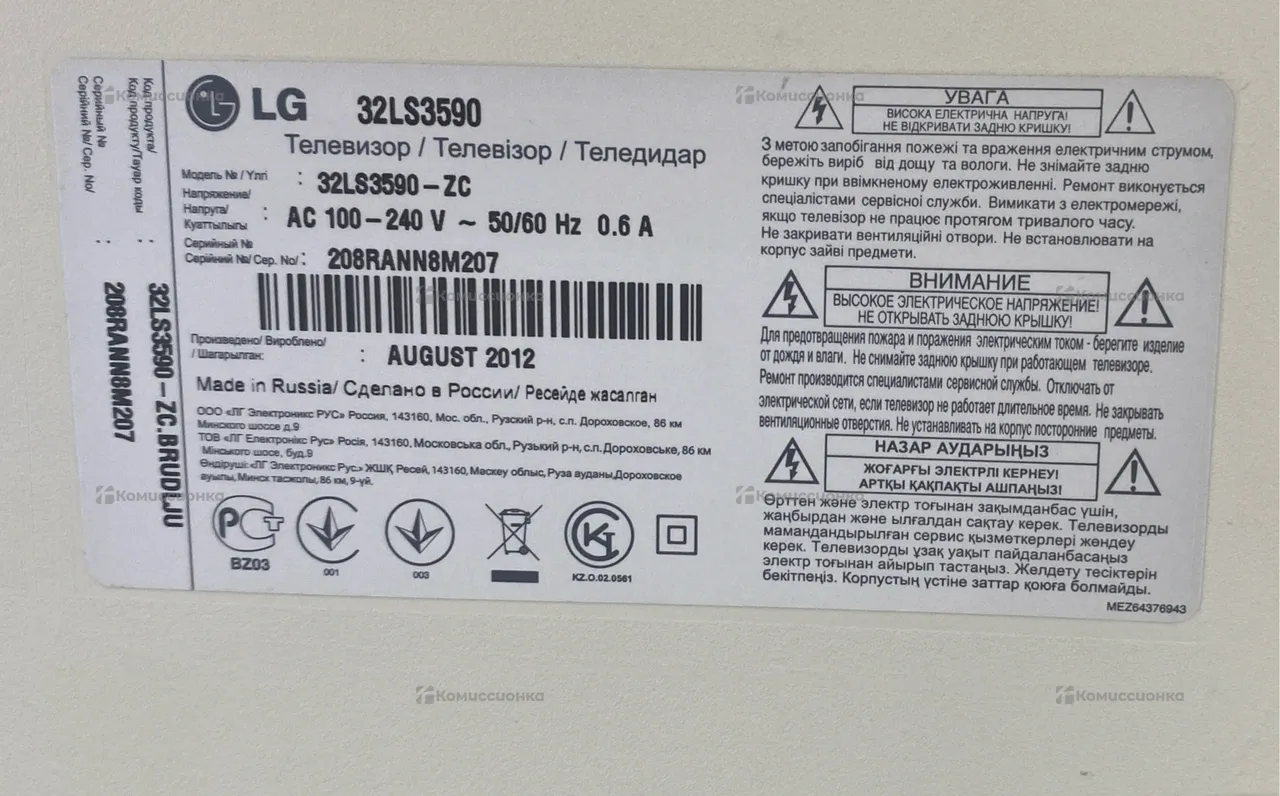 Код продукта/
Код продукту/Тауар коды
: 32LS3590-ZC.BRUDLJU
Серийный №
Серійний №/ Сер. No/
: 208RANN8M207
LG
32LS3590
Телевизор / Телевізор / Теледидар
Модель № / Үлгі : 32LS3590-ZC
Напряжение/
Напруга/ : AC 100-240 V ~ 50/60 Hz 0.6 A
Куаттылығы
Серийный №
Серійний №/ Сер. No/ : 208RANN8M207
Произведено/ Вироблено/
/ Шағарылған: : AUGUST 2012
Made in Russia/ Сделано в России/ Ресейде жасалған
ООО «ЛГ Электроникс РУС» Россия, 143160, Мос. обл., Рузский р-н, с.п. Дороховское, 86 км
Минского шоссе д.9
ТОВ «ЛГ Електронікс Рус» Росія, 143160, Московська обл., Рузький р-н, с.п. Дороховське, 86 км
Мінського шосе, буд.9
Өндіруші:«ЛГ Электроникс Рус.» ЖШҚ Ресей, 143160, Мәскеу облыс, Руза ауданы,Дороховское
ауылы, Минск тасжолы, 86 км, 9-үй.
РСТ
BZ03
001
003
KZ.O.02.0561
УВАГА
ВИСОКА ЕЛЕКТРИЧНА НАПРУГА!
НЕ ВІДКРИВАТИ ЗАДНЮ КРИШКУ!
З метою запобігання пожежі та враження електричним струмом,
бережіть виріб від дощу та вологи. Не знімайте задню
кришку при ввімкненому електроживленні. Ремонт виконується
спеціалістами сервісної служби. Вимикати з електромережі,
якщо телевізор не працює протягом тривалого часу.
Не закривати вентиляційні отвори. Не встановлювати на
корпус зайві предмети.
ВНИМАНИЕ
ВЫСОКОЕ ЭЛЕКТРИЧЕСКОЕ НАПРЯЖЕНИЕ!
НЕ ОТКРЫВАТЬ ЗАДНЮЮ КРЫШКУ!
Для предотвращения пожара и поражения электрическим током - берегите изделие
от дождя и влаги. Не снимайте заднюю крышку при работающем телевизоре.
Ремонт производится специалистами сервисной службы. Отключать от
электрической сети, если телевизор не работает длительное время. Не закрывать
вентиляционные отверстия. Не устанавливать на корпус посторонние предметы.
НАЗАР АУДАРЫҢЫЗ
ЖОҒАРҒЫ ЭЛЕКТРЛІ КЕРНЕУ!
АРТҚЫ ҚАҚПАҚТЫ АШПАҢЫЗ!
Өрттен және электр тоғынан зақымданбас үшін,
жаңбырдан және ылғалдан сақтау керек. Телевизорды
мамандандырылған сервис қызметкерлері жөндеу
керек. Телевизорды ұзақ уақыт пайдаланбасаңыз
электр тоғынан айырып тастаңыз. Желдету тесіктерін
бекітпеңіз. Корпустың үстіне заттар қоюға болмайды.
MEZ64376943
Комиссионка
Комиссионка
Комиссионка
Комиссионка
Комиссионка
Комиссионка
Комиссионка
Комиссионка